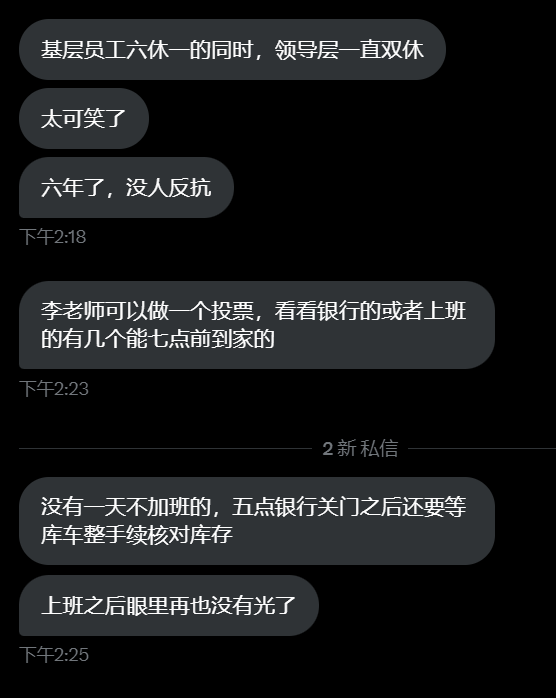 基层员工六休一的同时，领导层一直双休
太可笑了
六年了，没人反抗
下午2:18
李老师可以做一个投票，看看银行的或者上班
的有几个能七点前到家的
下午2:23
2 新 私信
没有一天不加班的，五点银行关门之后还要等
库车整手续核对库存
上班之后眼里再也没有光了
下午2:25